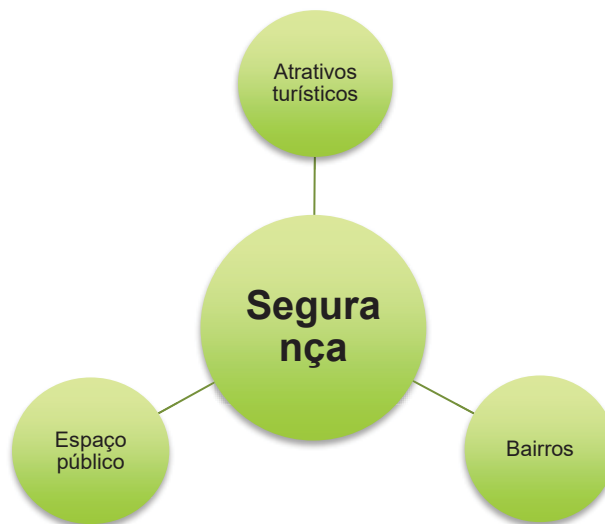 Atrativos
turísticos
Segura
nça
Espaço
público
Bairros